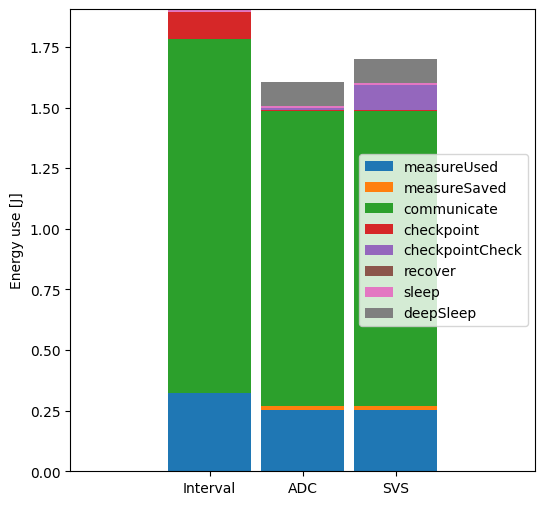 Energy use [J]
1.75
1.50
1.25
1.00
0.75
0.50
0.25
0.00
measureUsed
measureSaved
communicate
checkpoint
checkpointCheck
recover
sleep
deepSleep
Interval
ADC
SVS